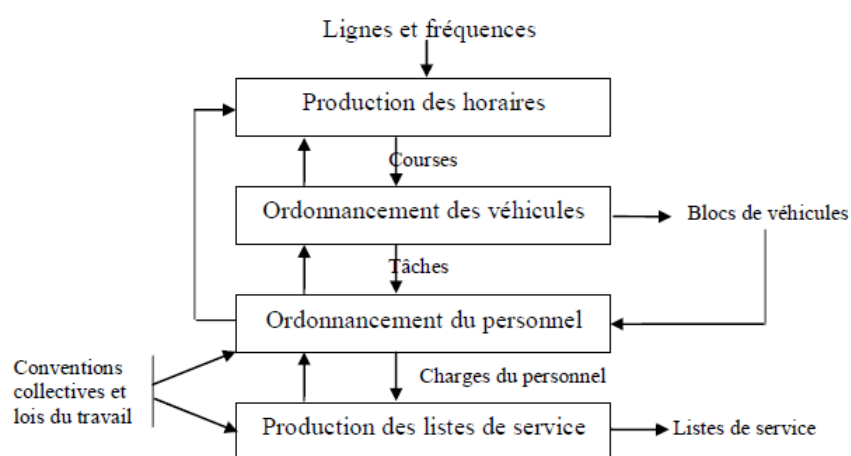 Lignes et fréquences
Production des horaires
Courses
Ordonnancement des véhicules
Blocs de véhicules
Tâches
Ordonnancement du personnel
Conventions
collectives et
lois du travail
Charges du personnel
Production des listes de service
Listes de service